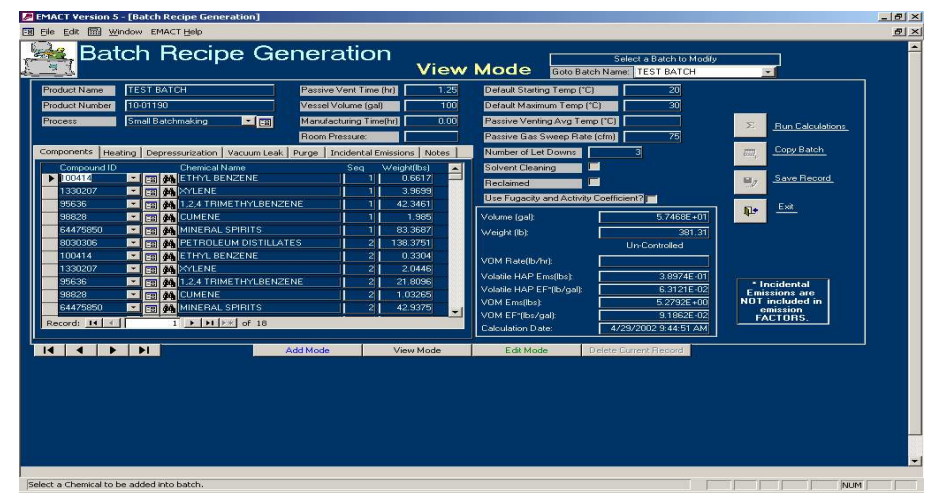 EMACT Version 5 - [Batch Recipe Generation]
File Edit Window EMACT Help
Batch Recipe Generation
View Mode
Select a Batch to Modify
Goto Batch Name: TEST BATCH
Product Name TEST BATCH
Product Number 10-01190
Process Small Batchmaking
Passive Vent Time (hr) 1.25
Vessel Volume (gal) 100
Manufacturing Time(hr) 0.00
Room Pressure:
Default Starting Temp (°C) 20
Default Maximum Temp (°C) 30
Passive Venting Avg Temp (°C)
Passive Gas Sweep Rate (cfm) 75
Number of Let Downs 3
Solvent Cleaning
Reclaimed
Use Fugacity and Activity Coefficient?
Components Heating Depressurization Vacuum Leak Purge Incidental Emissions Notes
Compound ID Chemical Name Seq Weight(lbs)
100414 ETHYL BENZENE 1 0.6617
1330207 XYLENE 1 3.9699
95636 1,2,4 TRIMETHYLBENZENE 1 42.3461
98828 CUMENE 1 1.985
64475850 MINERAL SPIRITS 1 83.3687
8030306 PETROLEUM DISTILLATES 2 138.3751
100414 ETHYL BENZENE 2 0.3304
1330207 XYLENE 2 2.0446
95636 1,2,4 TRIMETHYLBENZENE 2 21.8096
98828 CUMENE 2 1.03265
64475850 MINERAL SPIRITS 2 42.9375
Record: 1 of 18
Volume (gal): 5.7468E+01
Weight (lb): 381.31
Un-Controlled
VOM Rate(lb/hr):
Volatile HAP Ems(lbs): 3.8974E-01
Volatile HAP EF*(lb/gal): 6.3121E-02
VOM Ems(lbs): 5.2792E+00
VOM EF*(lbs/gal): 9.1862E-02
Calculation Date: 4/29/2002 9:44:51 AM
Run Calculations
Copy Batch
Save Record
Exit
* Incidental
Emissions are
NOT included in
emission
FACTORS.
Add Mode View Mode Edit Mode Delete Current Record
Select a Chemical to be added into batch.
NUM